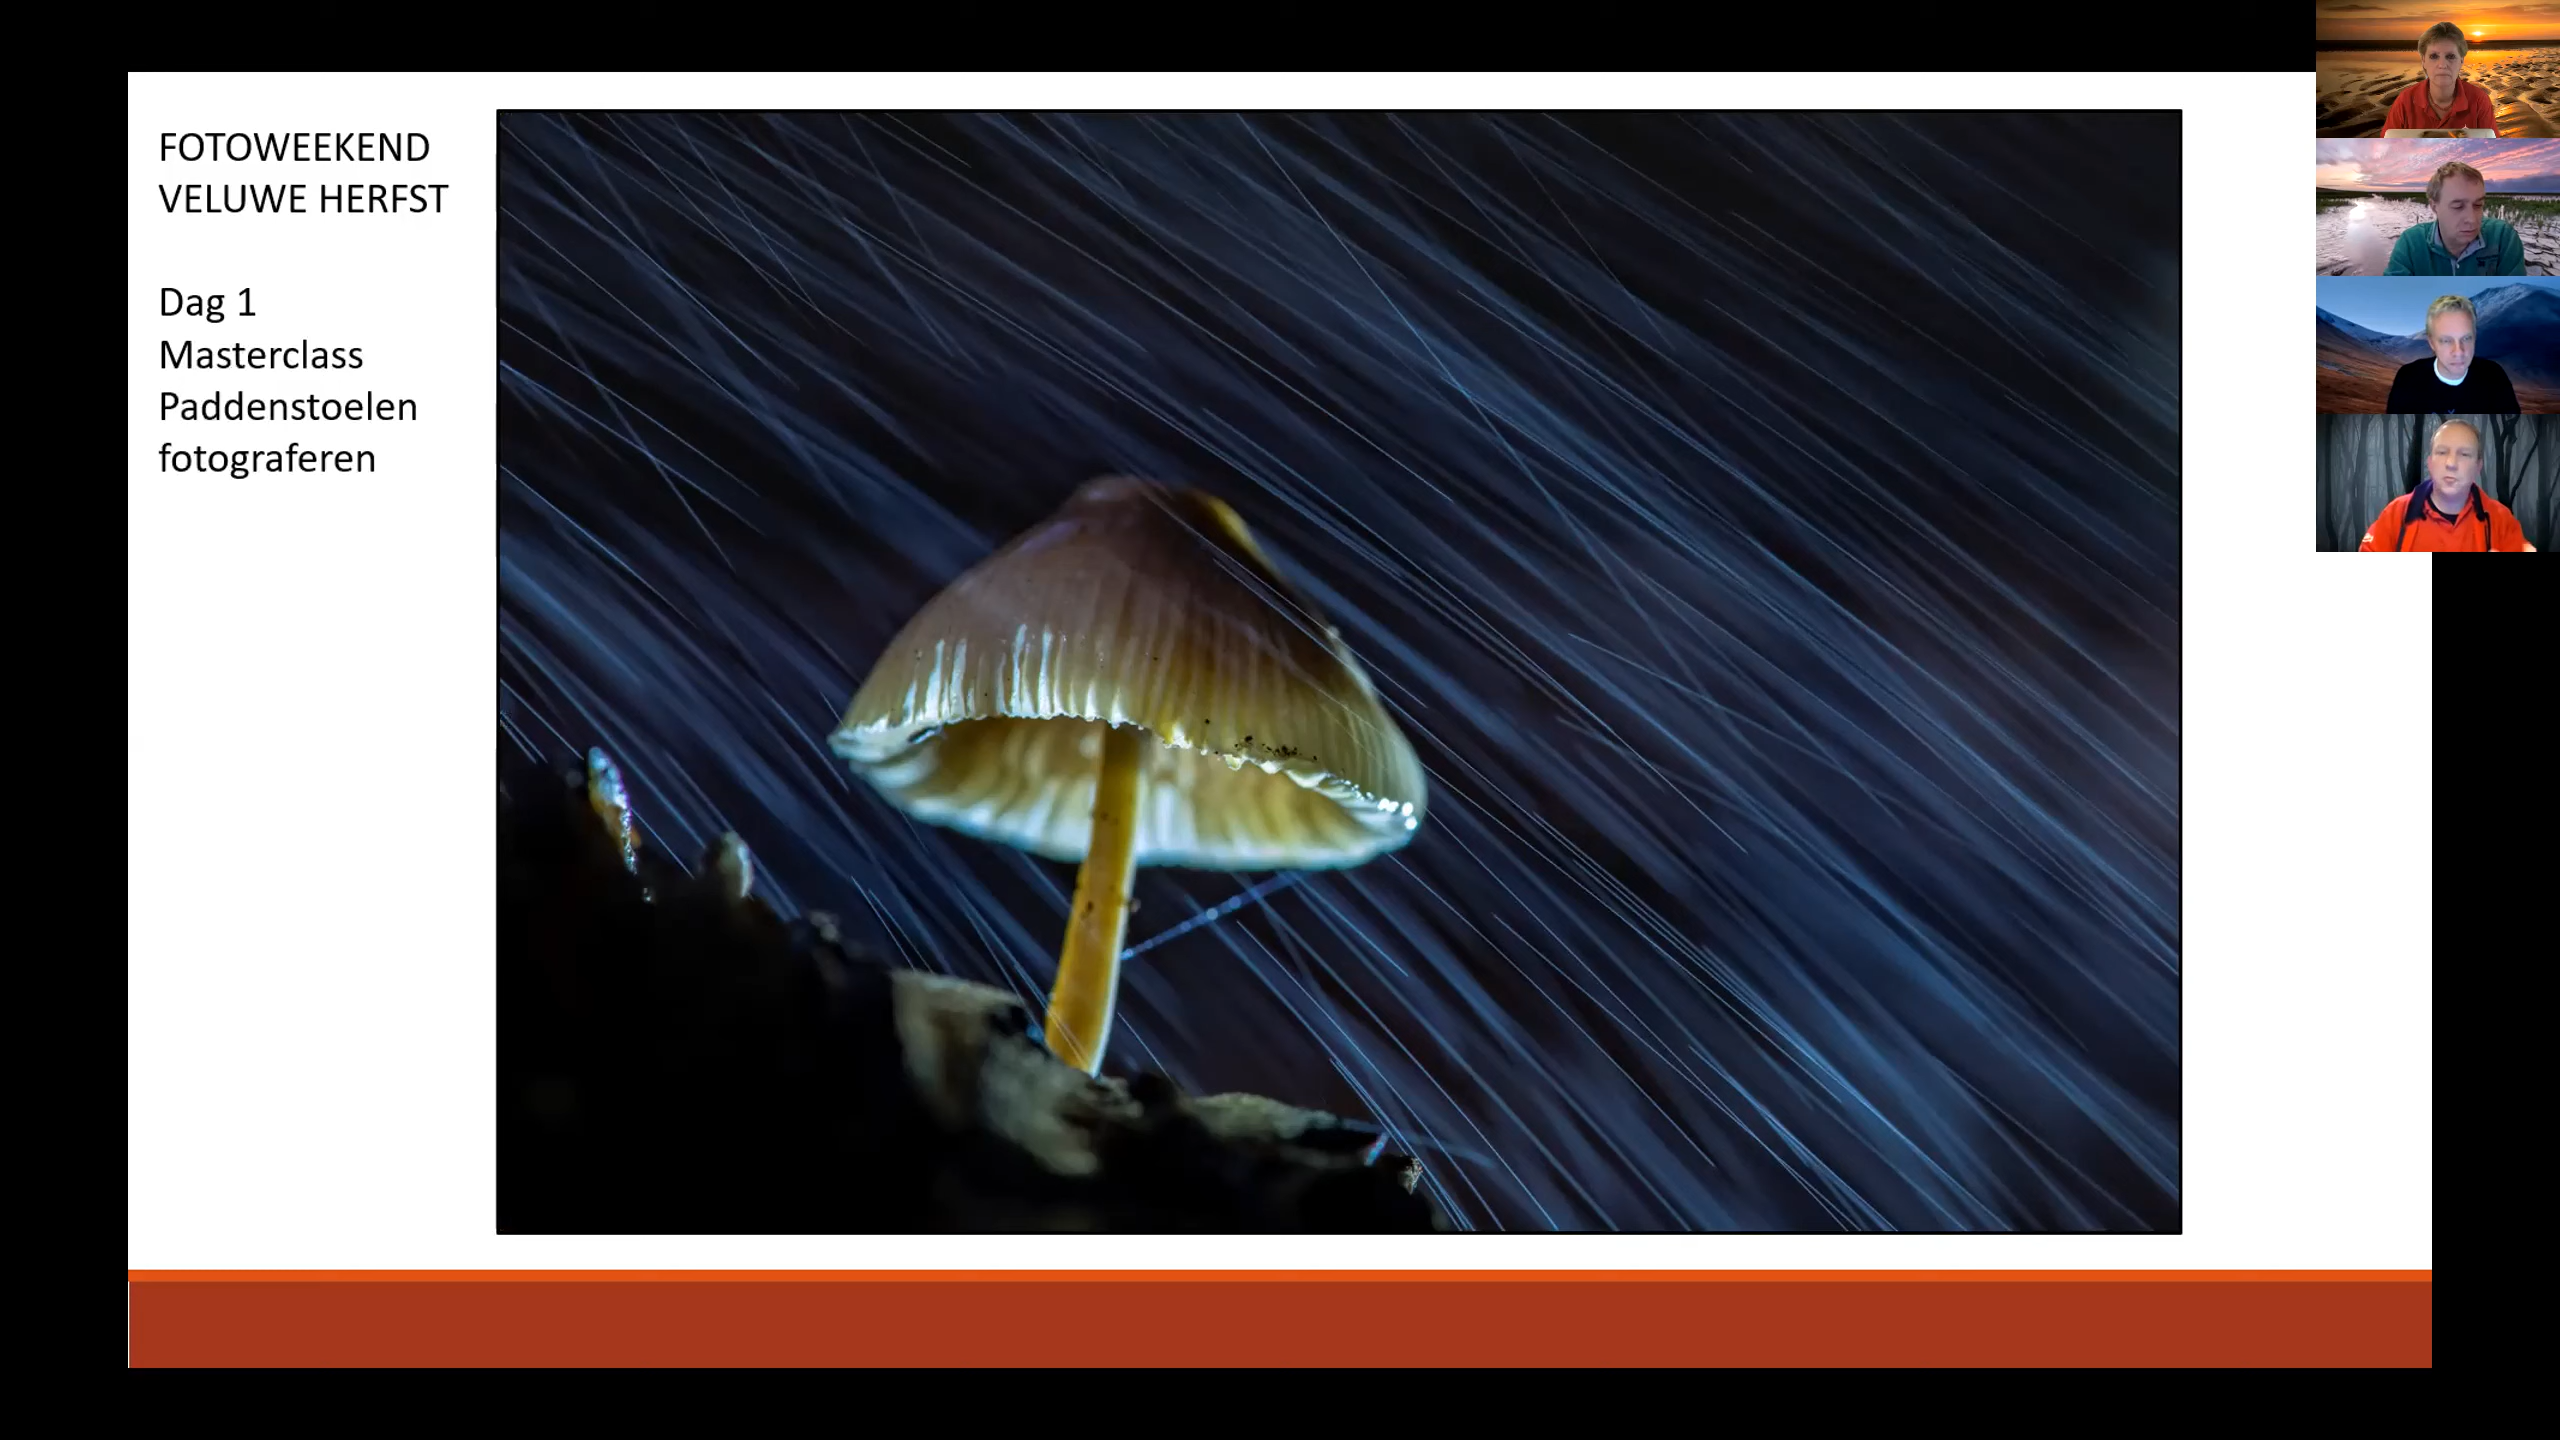 FOTOWEEKEND
VELUWE HERFST
Dag 1
Masterclass
Paddenstoelen
fotograferen